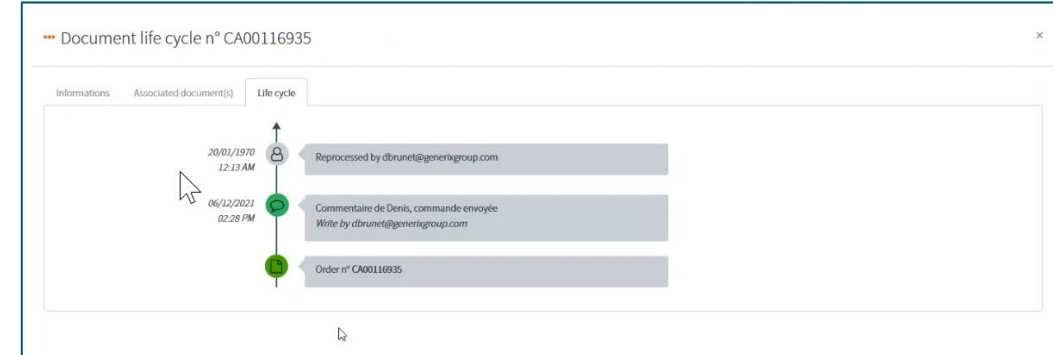 Document life cycle n° CA00116935
Informations Associated document(s) Life cycle
20/01/1970
12:13 AM
Reprocessed by dbrunet@generixgroup.com
06/12/2021
02:28 PM
Commentaire de Denis, commande envoyée
Write by dbrunet@generixgroup.com
Order n° CA00116935